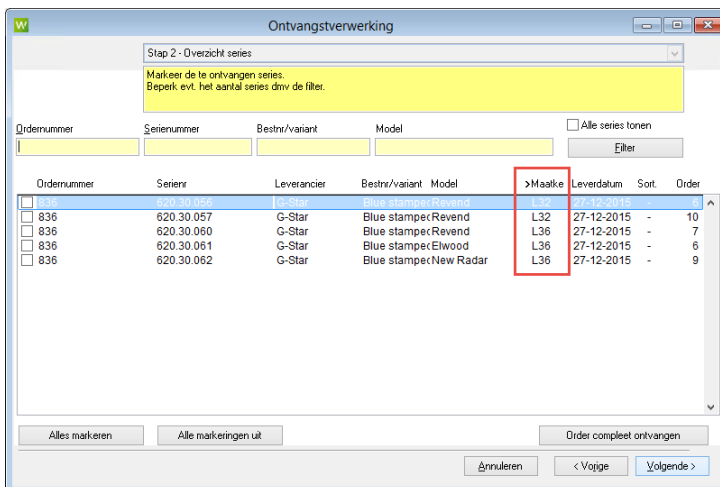 W Ontvangstverwerking
Stap 2 - Overzicht series
Markeer de te ontvangen series.
Beperk evt. het aantal series dmv de filter.
Ordernummer Serienummer Bestnr/variant Model Alle series tonen
Filter
Ordernummer Serienr Leverancier Bestnr/variant Model >Maatke Leverdatum Sort. Order
836 620.30.056 G-Star Blue stampec Revend L32 27-12-2015 - 6
836 620.30.057 G-Star Blue stampec Revend L32 27-12-2015 - 10
836 620.30.060 G-Star Blue stampec Revend L36 27-12-2015 - 7
836 620.30.061 G-Star Blue stampec Elwood L36 27-12-2015 - 6
836 620.30.062 G-Star Blue stampec New Radar L36 27-12-2015 - 9
Alles markeren Alle markeringen uit Order compleet ontvangen
Annuleren < Vorige Volgende >